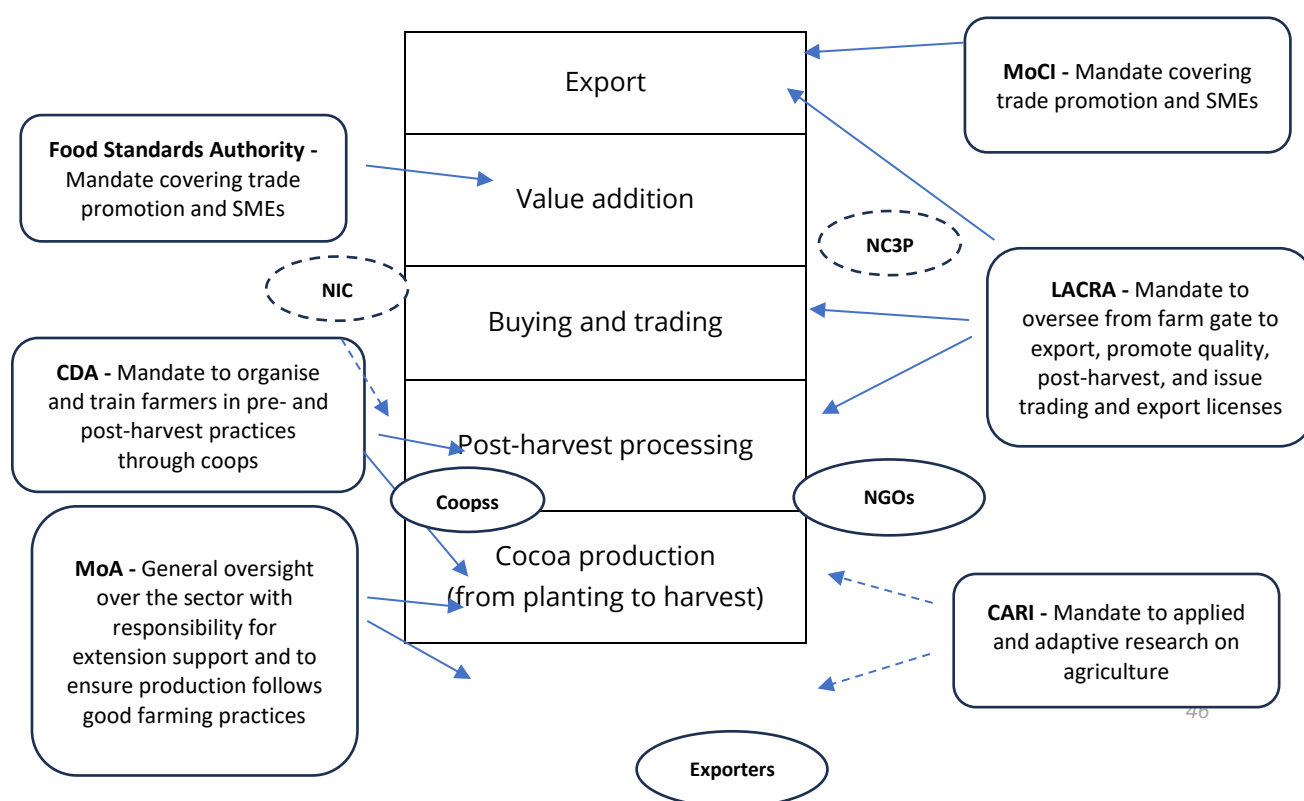 Export
MoCI - Mandate covering
trade promotion and SMEs
Food Standards Authority -
Mandate covering trade
promotion and SMEs
Value addition
NC3P
NIC
Buying and trading
LACRA - Mandate to
oversee from farm gate to
export, promote quality,
post-harvest, and issue
trading and export licenses
CDA - Mandate to organise
and train farmers in pre- and
post-harvest practices
through coops
Post-harvest processing
Coopss
NGOs
MoA - General oversight
over the sector with
responsibility for
extension support and to
ensure production follows
good farming practices
Cocoa production
(from planting to harvest)
CARI - Mandate to applied
and adaptive research on
agriculture
46
Exporters